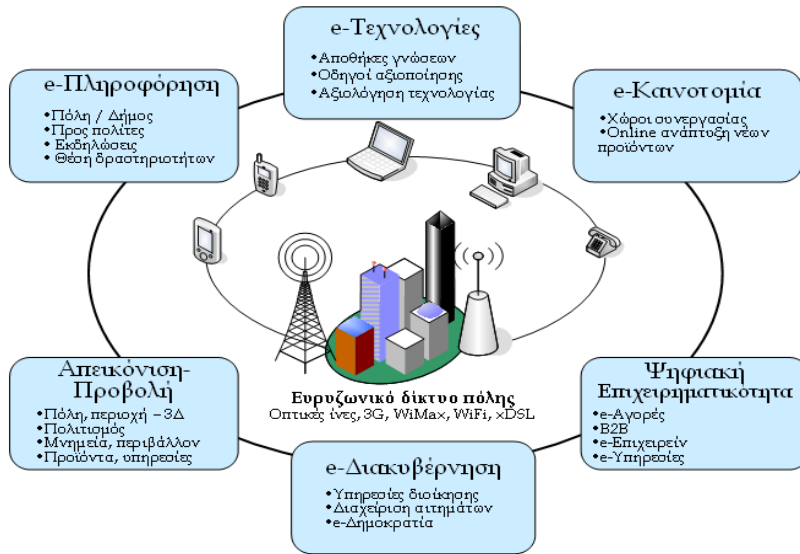 e-Τεχνολογίες
•Αποθήκες γνώσεων
•Οδηγοί αξιοποίησης
•Αξιολόγηση τεχνολογίας
e-Πληροφόρηση
•Πόλη / Δήμος
•Προς πολίτες
• Εκδηλώσεις
• Θέση δραστηριοτήτων
e-Καινοτομία
• Χώροι συνεργασίας
• Online ανάπτυξη νέων
προϊόντων
Ευρυζωνικό δίκτυο πόλης
Οπτικές ίνες, 3G, WiMax, WiFi, xDSL
Απεικόνιση-
Προβολή
•Πόλη, περιοχή – 3Δ
•Πολιτισμός
•Μνημεία, περιβάλλον
•Προϊόντα, υπηρεσίες
Ψηφιακή
Επιχειρηματικότητα
•e-Αγορές
•B2B
•e-Επιχειρείν
•e-Υπηρεσίες
e-Διακυβέρνηση
•Υπηρεσίες διοίκησης
•Διαχείριση αιτημάτων
•e-Δημοκρατία